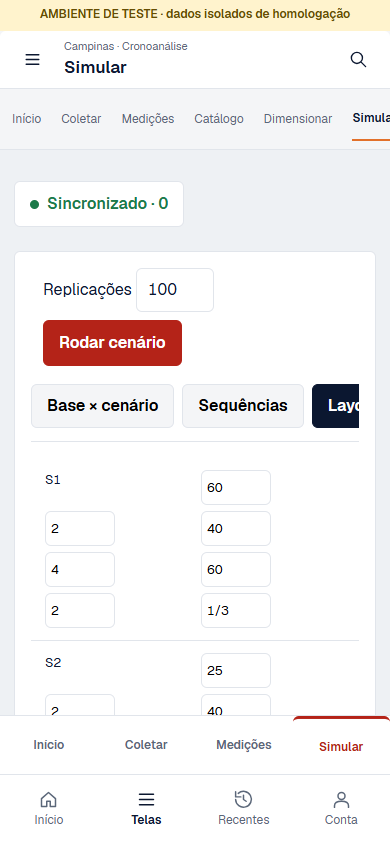 AMBIENTE DE TESTE · dados isolados de homologação
Campinas · Cronoanálise
Simular
Início Coletar Medições Catálogo Dimensionar Simula
Sincronizado · 0
Replicações 100
Rodar cenário
Base × cenário Sequências Layo
S1 60
2 40
4 60
2 1/3
S2 25
2 40
Início Coletar Medições Simular
Início Telas Recentes Conta